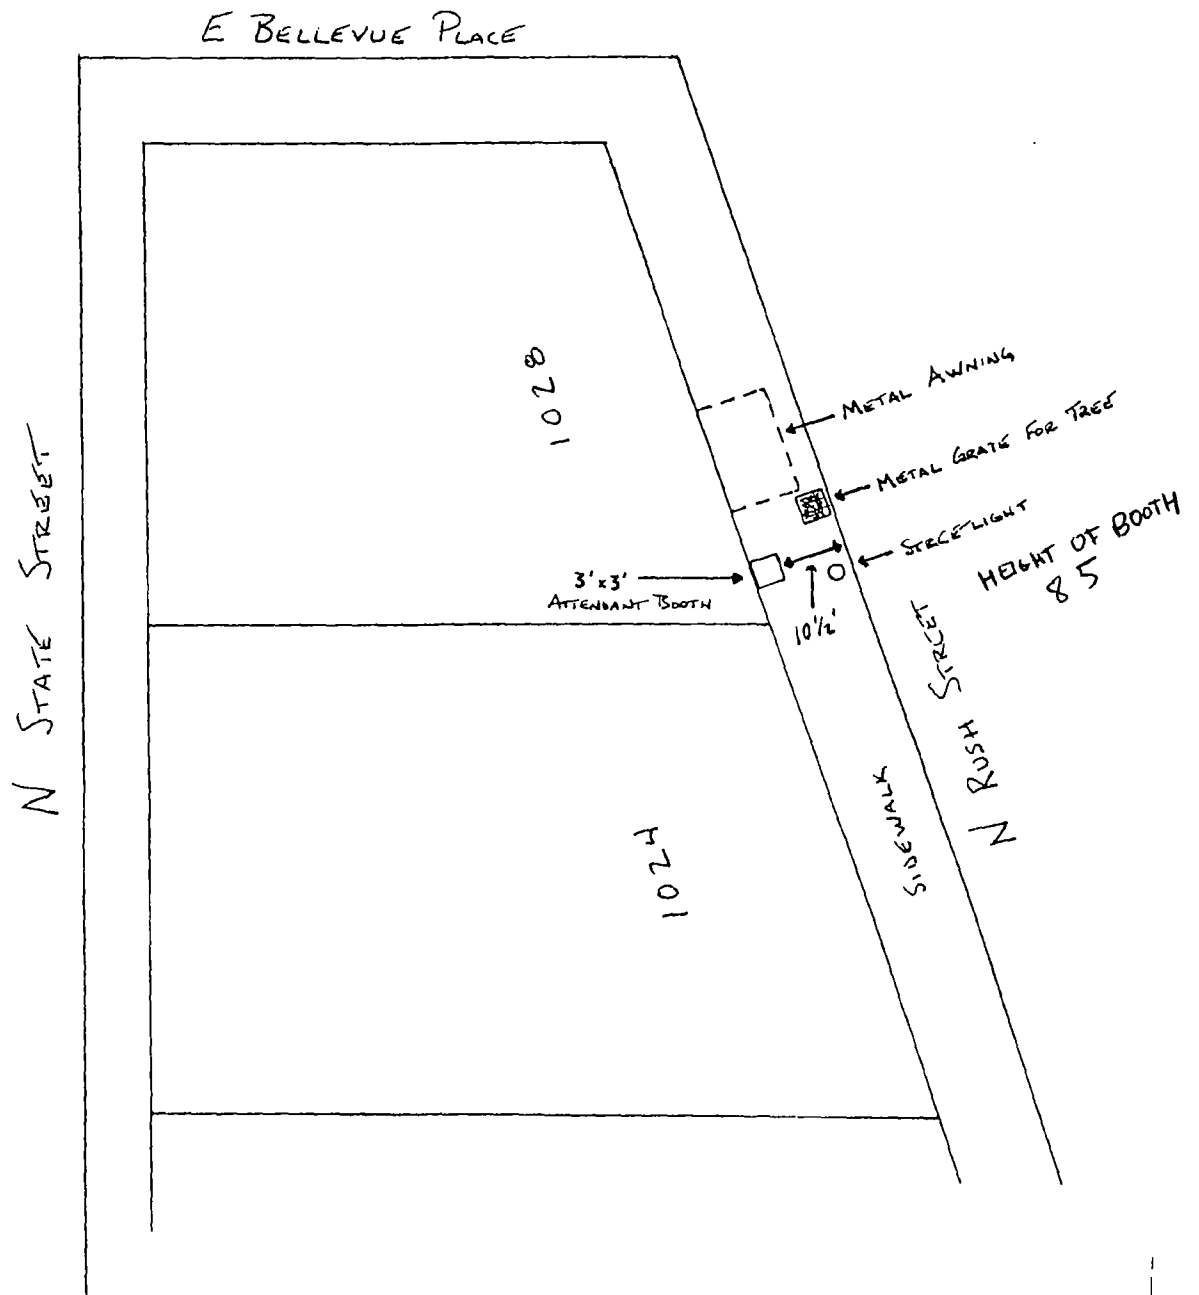 E BELLEVUE PLACE
1028
METAL AWNING
METAL GRATE FOR TREE
STREETLIGHT
HEIGHT OF BOOTH
85
3'x3'
ATTENDANT BOOTH
10½'
N STATE STREET
N RUSH STREET
SIDEWALK
1024